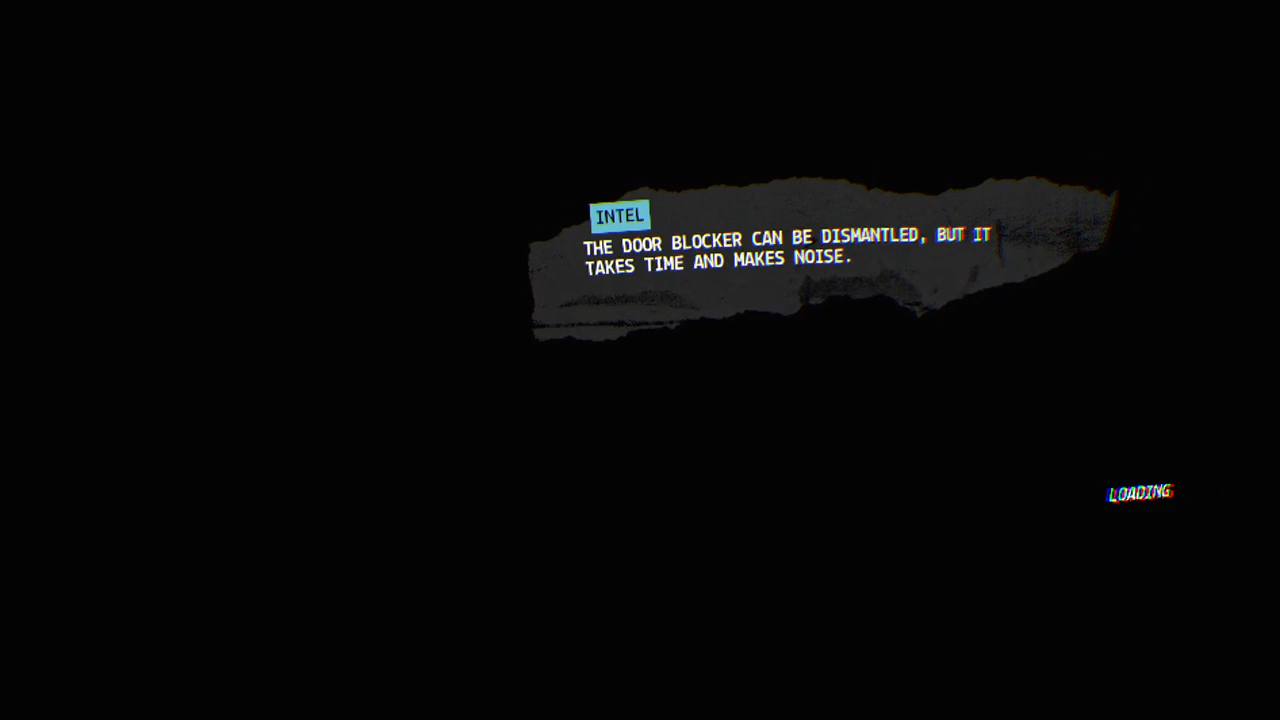 INTEL
THE DOOR BLOCKER CAN BE DISMANTLED, BUT IT
TAKES TIME AND MAKES NOISE.
LOADING